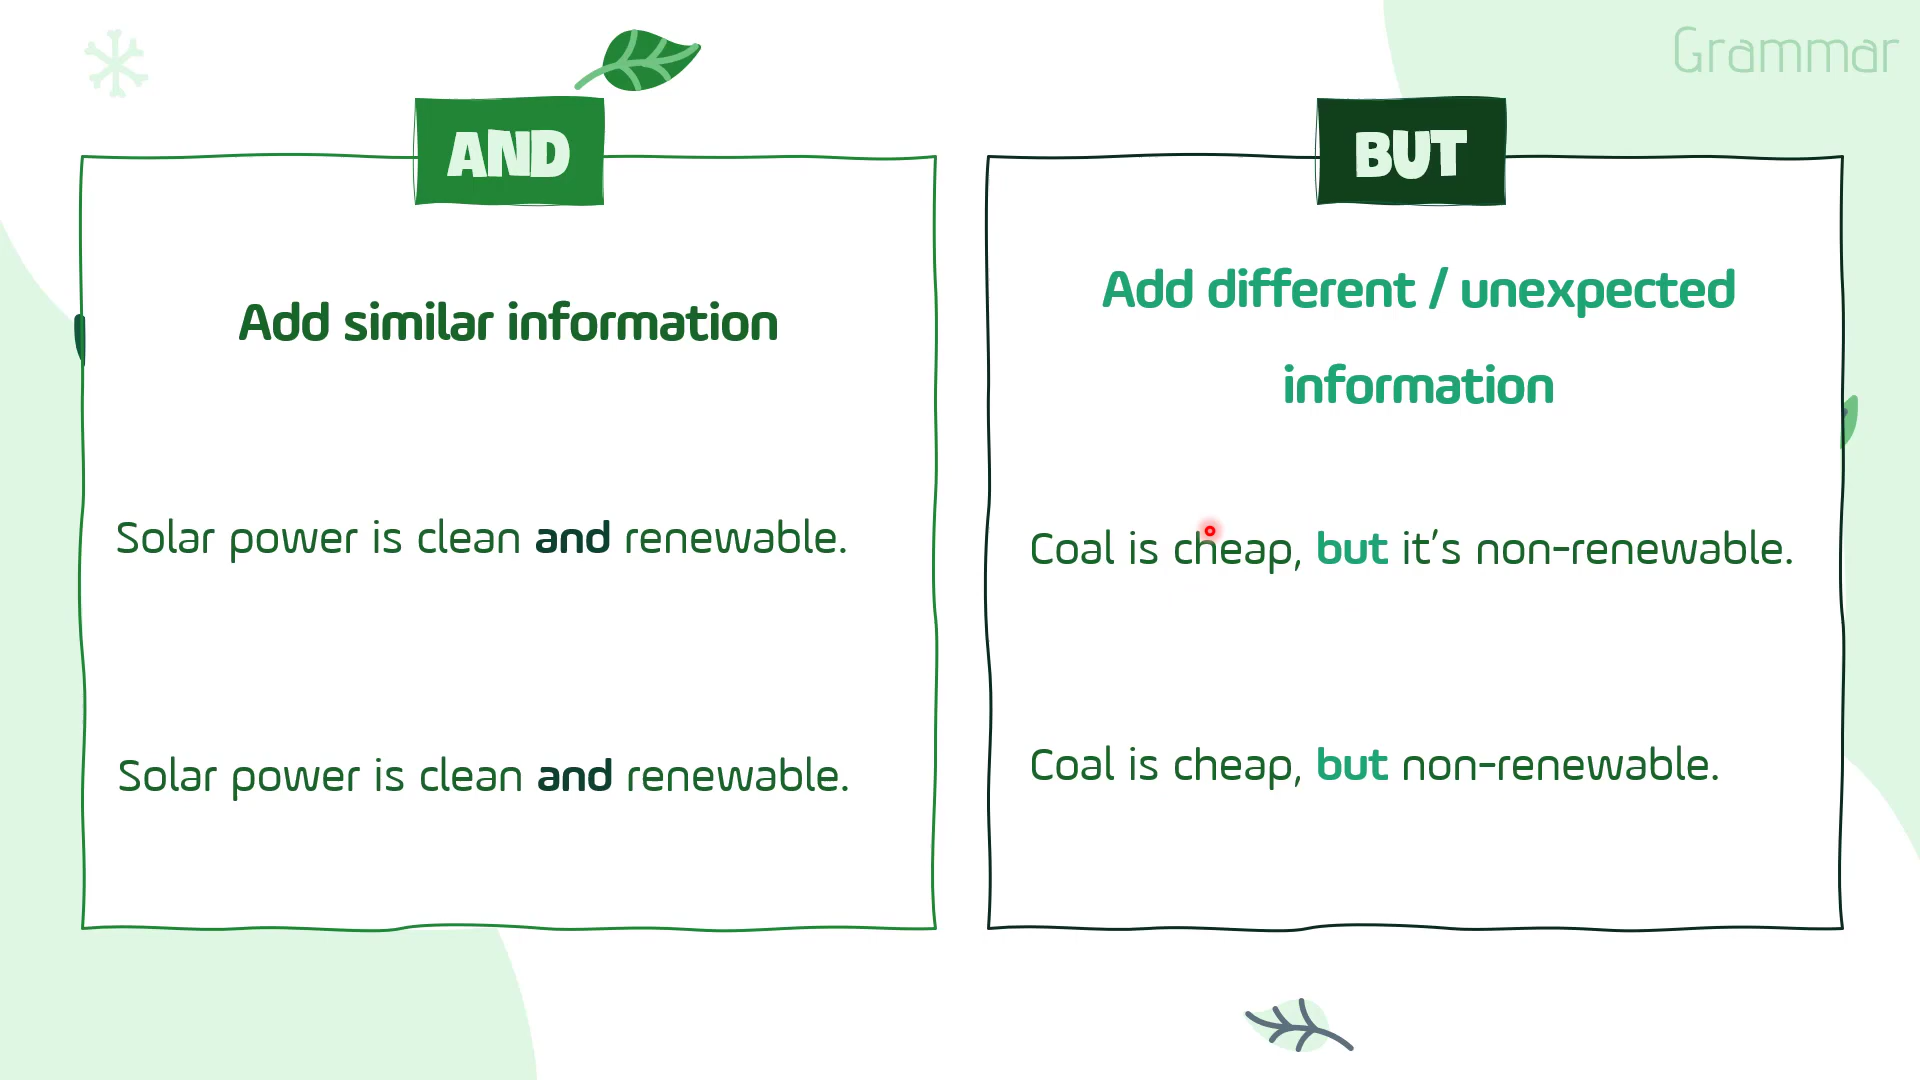 Grammar
AND
Add similar information
Solar power is clean and renewable.
Solar power is clean and renewable.
BUT
Add different / unexpected
information
Coal is cheap, but it's non-renewable.
Coal is cheap, but non-renewable.